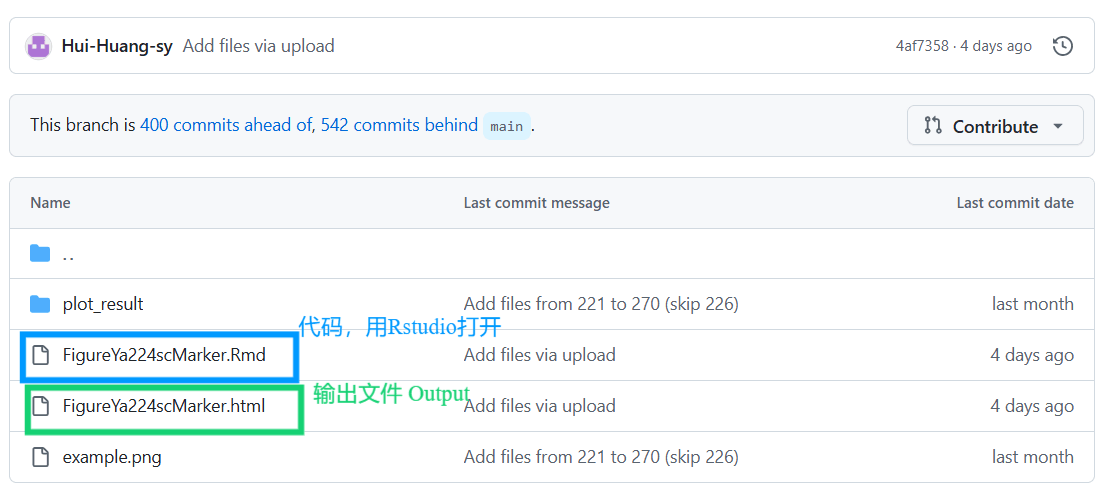 Hui-Huang-sy Add files via upload 4af7358 · 4 days ago
This branch is 400 commits ahead of, 542 commits behind main.
Contribute
Name Last commit message Last commit date
..
plot_result Add files from 221 to 270 (skip 226) last month
代码，用Rstudio打开
FigureYa224scMarker.Rmd Add files via upload 4 days ago
输出文件 Output
FigureYa224scMarker.html Add files via upload 4 days ago
example.png Add files from 221 to 270 (skip 226) last month